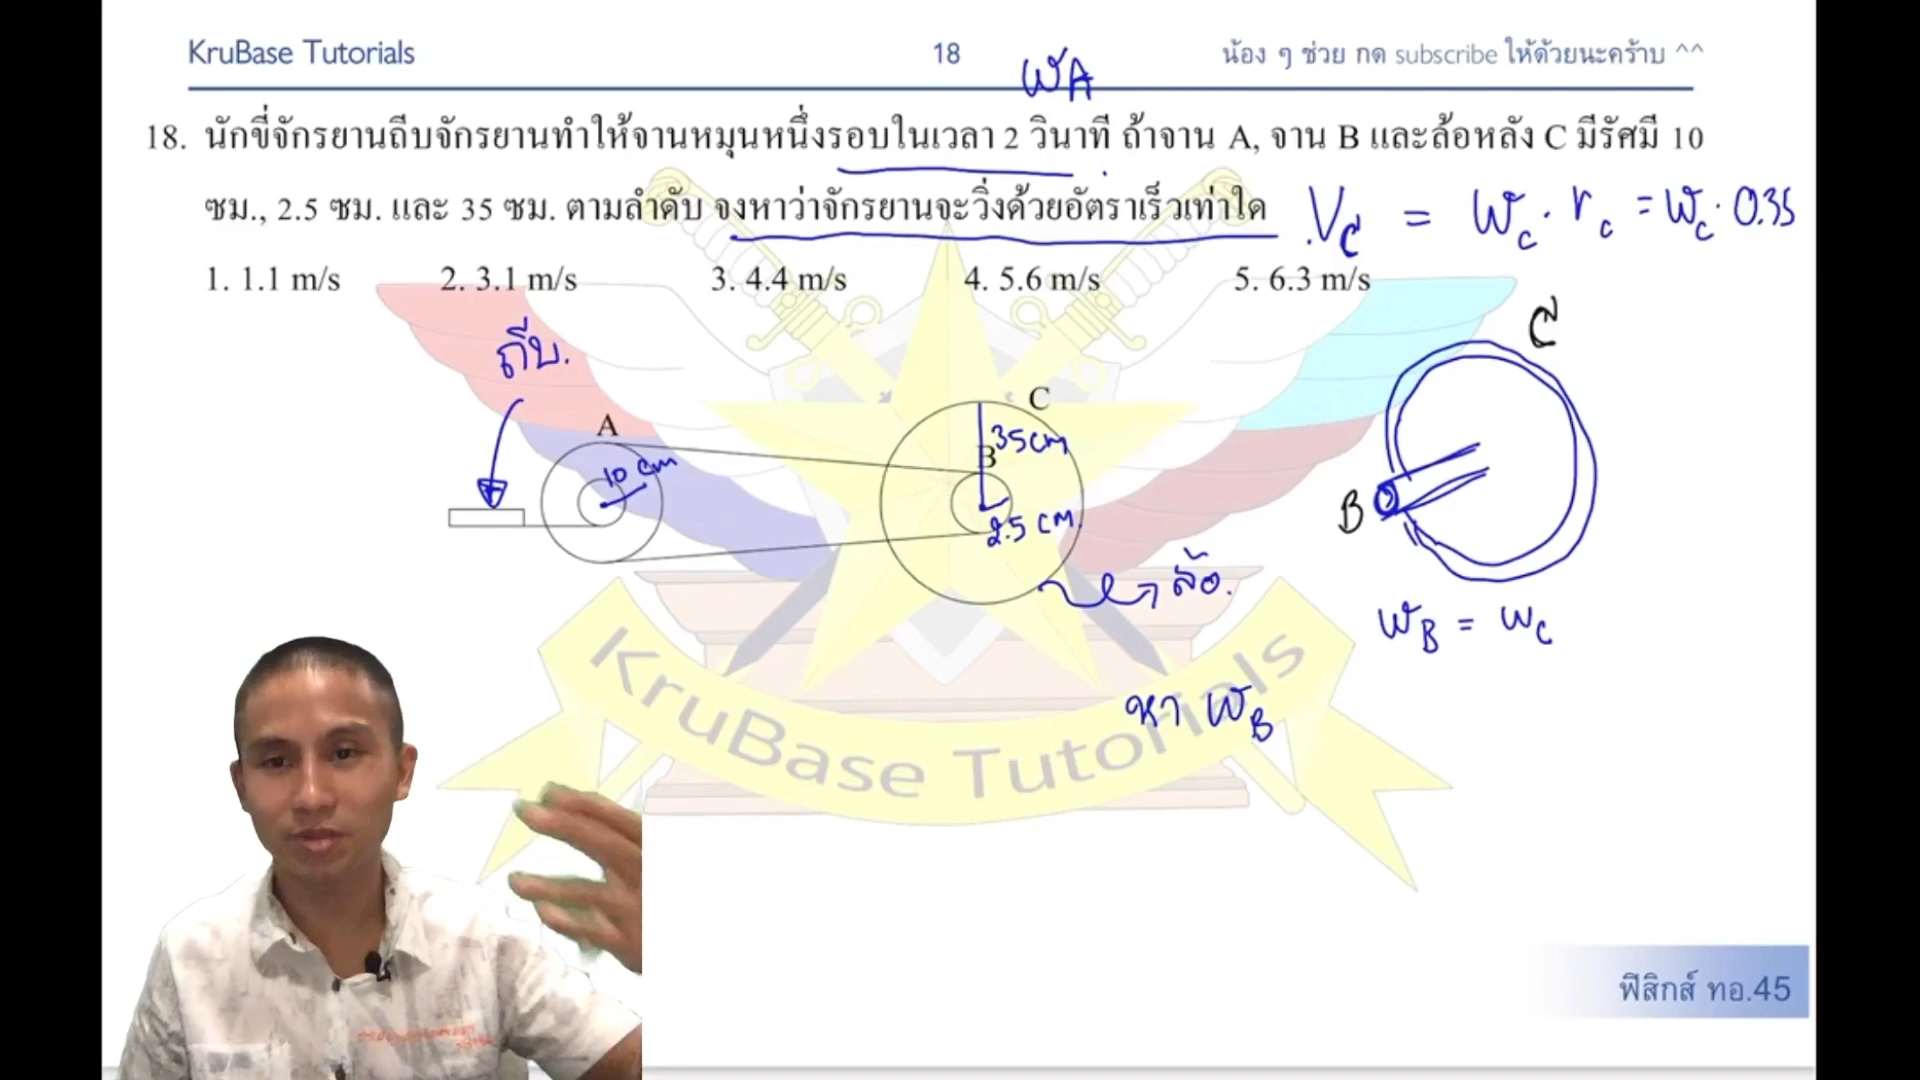 KruBase Tutorials 18 น้อง ๆ ช่วย กด subscribe ให้ด้วยนะคร้าบ ^^
ωA
18. นักขี่จักรยานถีบจักรยานทำให้จานหมุนหนึ่งรอบในเวลา 2 วินาที ถ้าจาน A, จาน B และล้อหลัง C มีรัศมี 10
ซม., 2.5 ซม. และ 35 ซม. ตามลำดับ จงหาว่าจักรยานจะวิ่งด้วยอัตราเร็วเท่าใด
Vc = ωc · rc = ωc · 0.35
1. 1.1 m/s 2. 3.1 m/s 3. 4.4 m/s 4. 5.6 m/s 5. 6.3 m/s
ถีบ.
C
C
A
35cm
B
10 cm
2.5 cm.
B
ล้อ.
ωB = ωc
หา ωB
KruBase Tutorials
ฟิสิกส์ ทอ.45